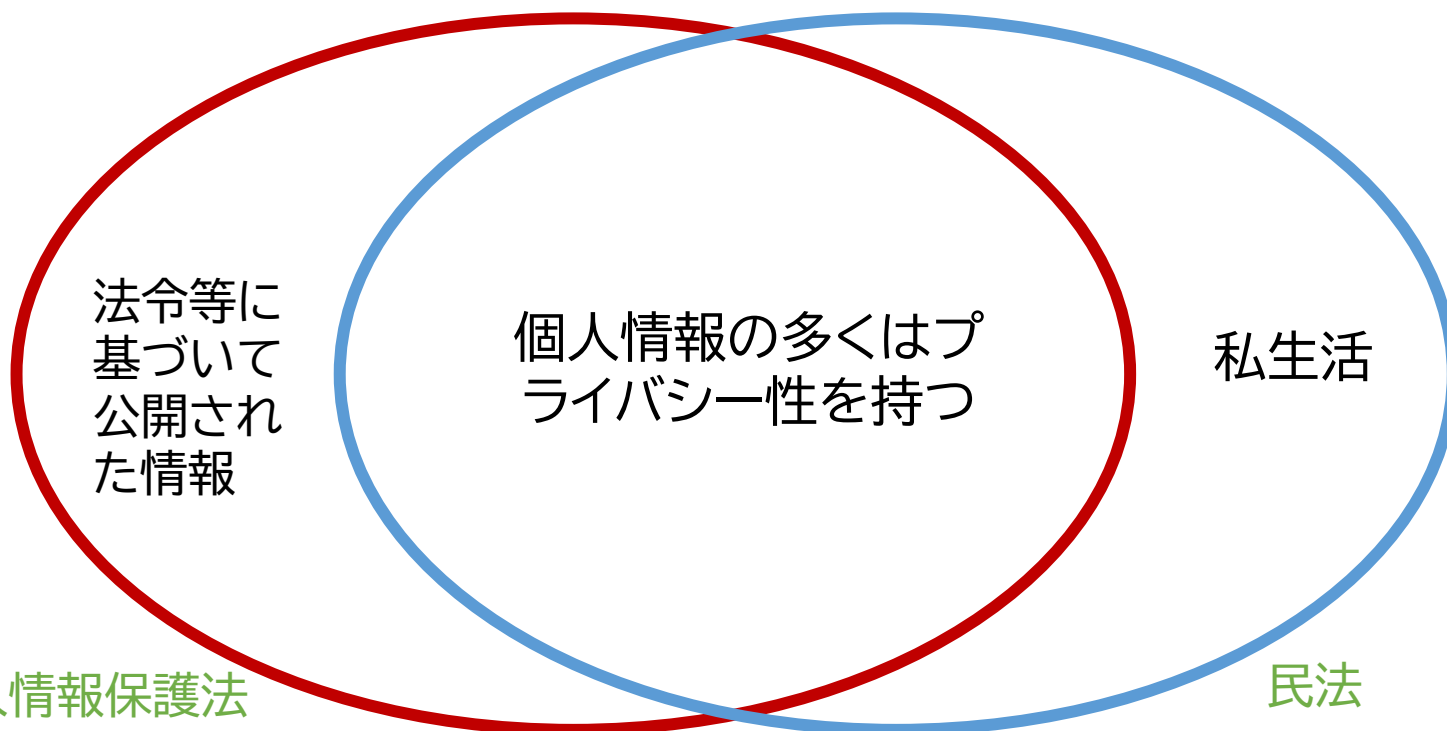 法令等に
基づいて
公開され
た情報
個人情報の多くはプ
ライバシー性を持つ
私生活
人情報保護法
民法